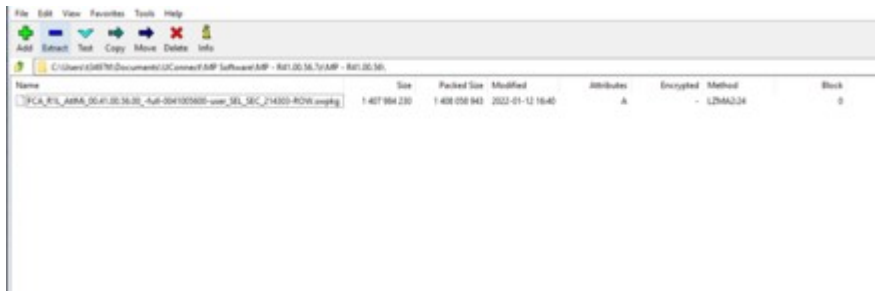 File Edit View Favorites Tools Help
Add Extract Test Copy Move Delete Info
Name Size Packed Size Modified Attributes Encrypted Method Block
1 407 984 230 1 408 058 943 2022-01-12 16:40 A - LZMA2:24 0